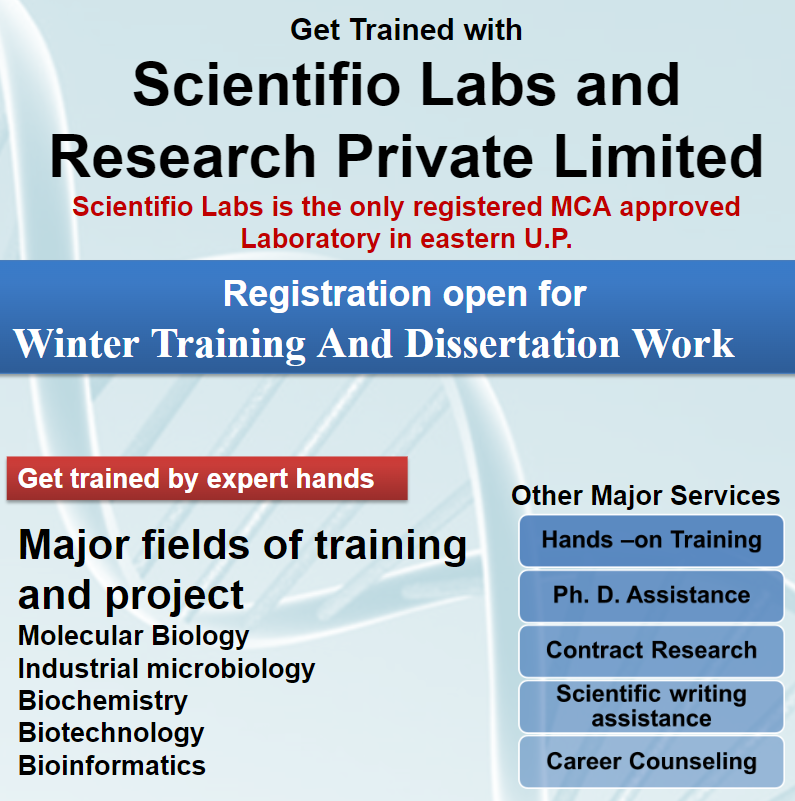 Get Trained with
Scientifio Labs and
Research Private Limited
Scientifio Labs is the only registered MCA approved
Laboratory in eastern U.P.
Registration open for
Winter Training And Dissertation Work
Get trained by expert hands
Major fields of training
and project
Molecular Biology
Industrial microbiology
Biochemistry
Biotechnology
Bioinformatics
Other Major Services
Hands –on Training
Ph. D. Assistance
Contract Research
Scientific writing
assistance
Career Counseling